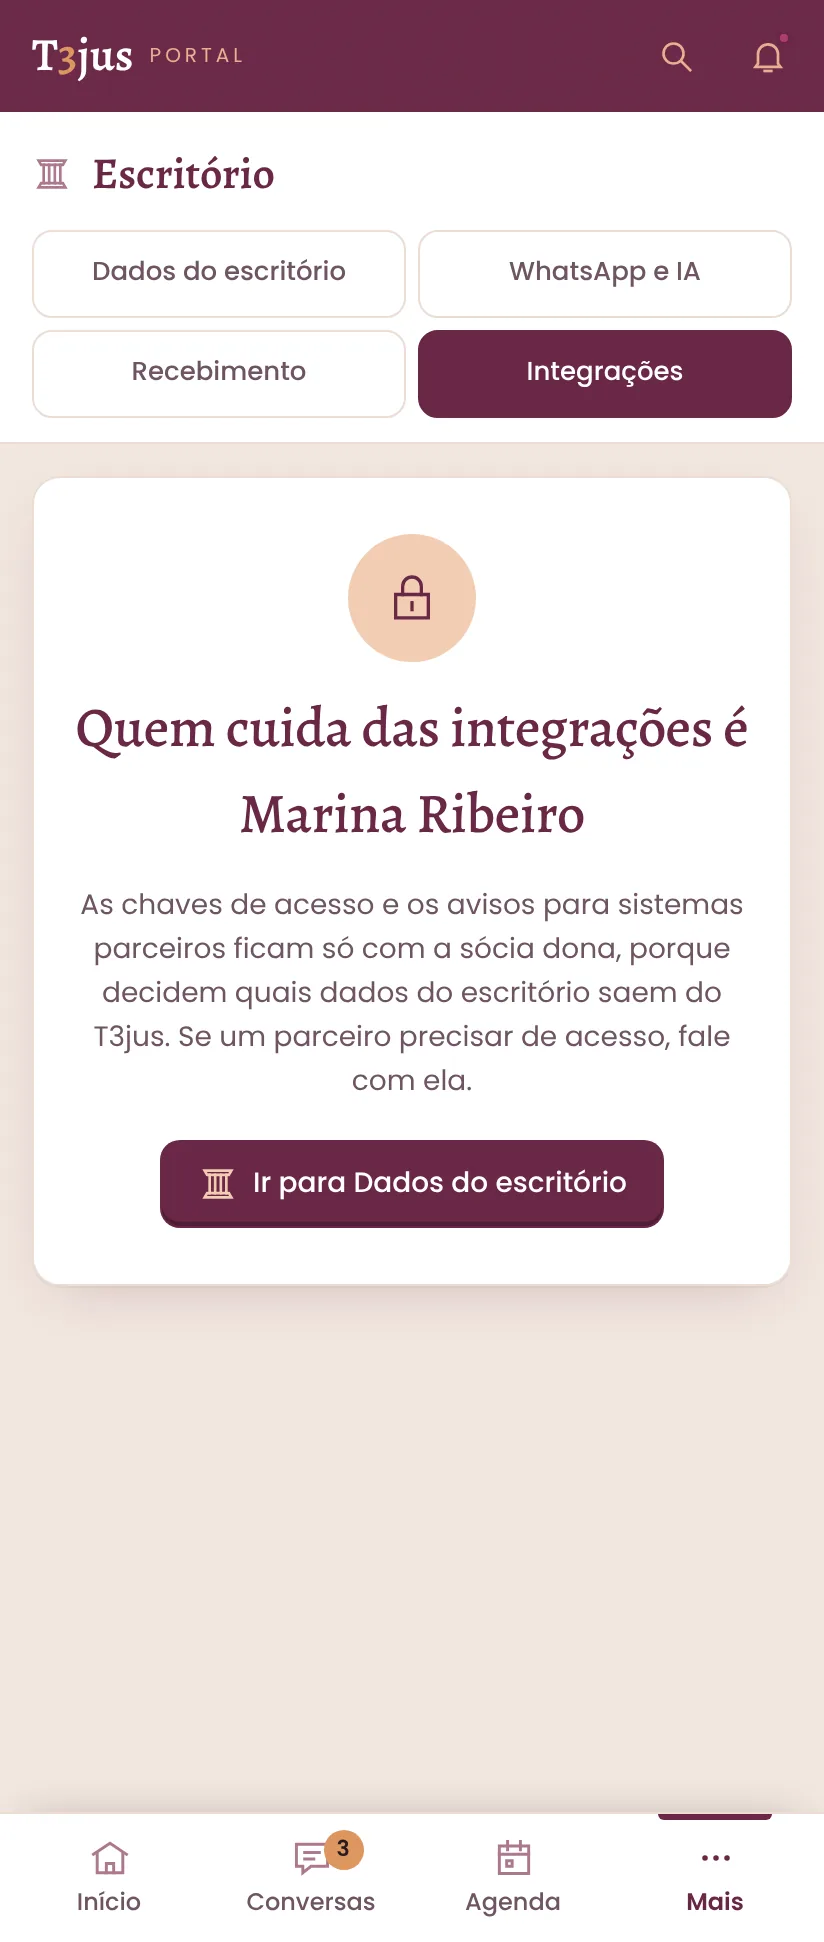 T3jus PORTAL
Escritório
Dados do escritório
WhatsApp e IA
Recebimento
Integrações
Quem cuida das integrações é
Marina Ribeiro
As chaves de acesso e os avisos para sistemas
parceiros ficam só com a sócia dona, porque
decidem quais dados do escritório saem do
T3jus. Se um parceiro precisar de acesso, fale
com ela.
Ir para Dados do escritório
3
Início
Conversas
Agenda
Mais